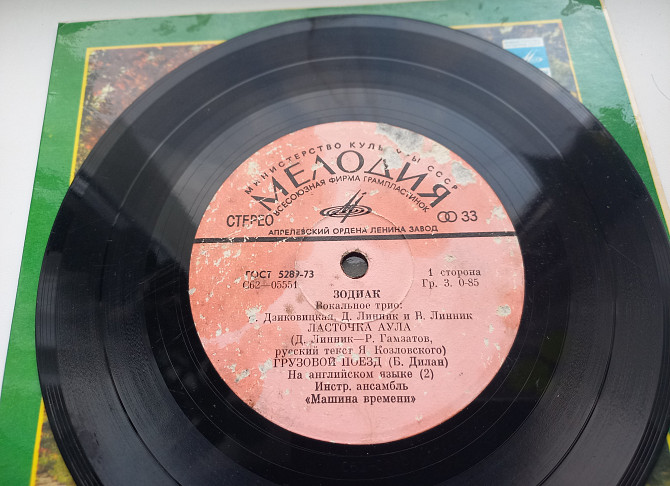 МИНИСТЕРСТВО КУЛЬ Ы СССР
МЕЛОДИЯ
ВСЕСОЮЗНАЯ ФИРМА ГРАМПЛАСТИНОК
СТЕРЕО 33
АПРЕЛЕВСКИЙ ОРДЕНА ЛЕНИНА ЗАВОД
ГОСТ 5289-73 1 сторона
С62—05551 Гр. 3. 0-85
ЗОДИАК
Вокальное трио:
Дзиковицкая, Д. Линник и В. Линник
ЛАСТОЧКА АУЛА
(Д. Линник—Р. Гамзатов,
русский текст Я Козловского)
ГРУЗОВОЙ ПОЕЗД (Б. Дилан)
На английском языке (2)
Инстр. ансамбль
«Машина времени»